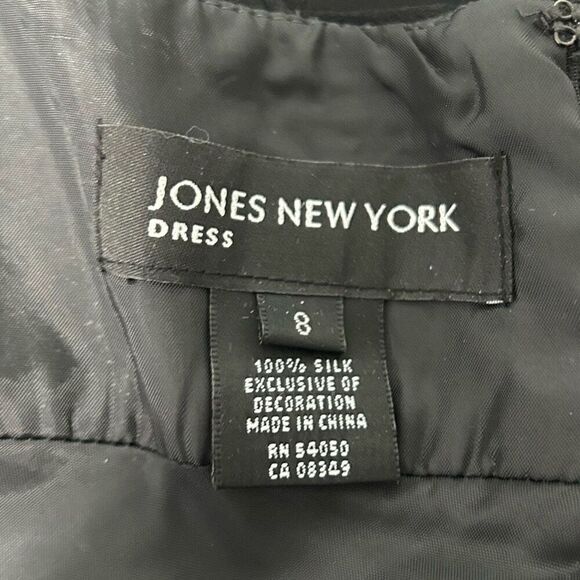 JONES NEW YORK
DRESS
8
100% SILK
EXCLUSIVE OF
DECORATION
MADE IN CHINA
RN 54050
CA 08349